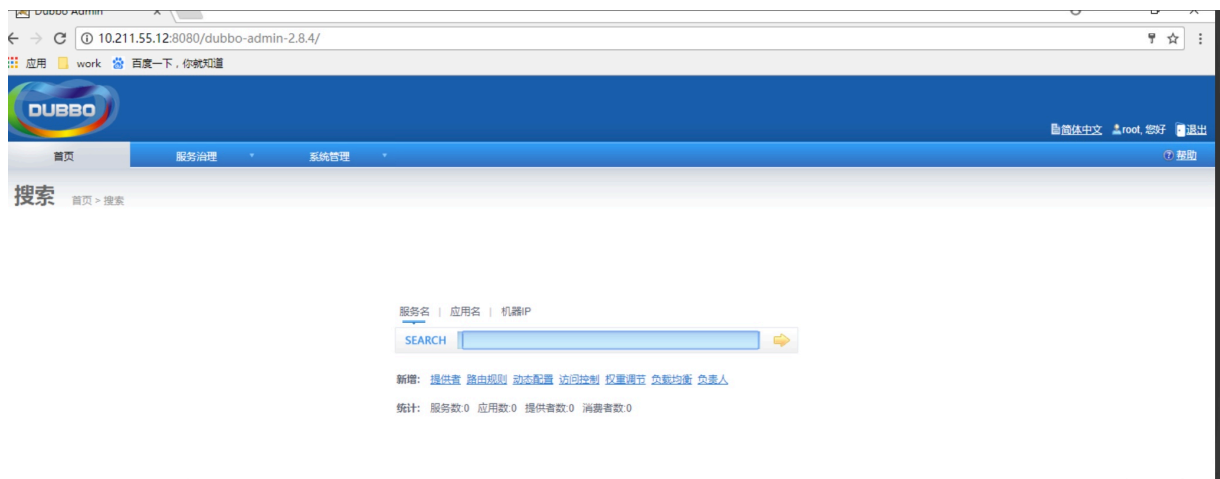 Dubbo Admin
10.211.55.12:8080/dubbo-admin-2.8.4/
应用 work 百度一下，你就知道
DUBBO
简体中文 root, 您好 退出
首页 服务治理 系统管理 帮助
搜索 首页 > 搜索
服务名 | 应用名 | 机器IP
SEARCH
新增: 提供者 路由规则 动态配置 访问控制 权重调节 负载均衡 负责人
统计: 服务数:0 应用数:0 提供者数:0 消费者数:0